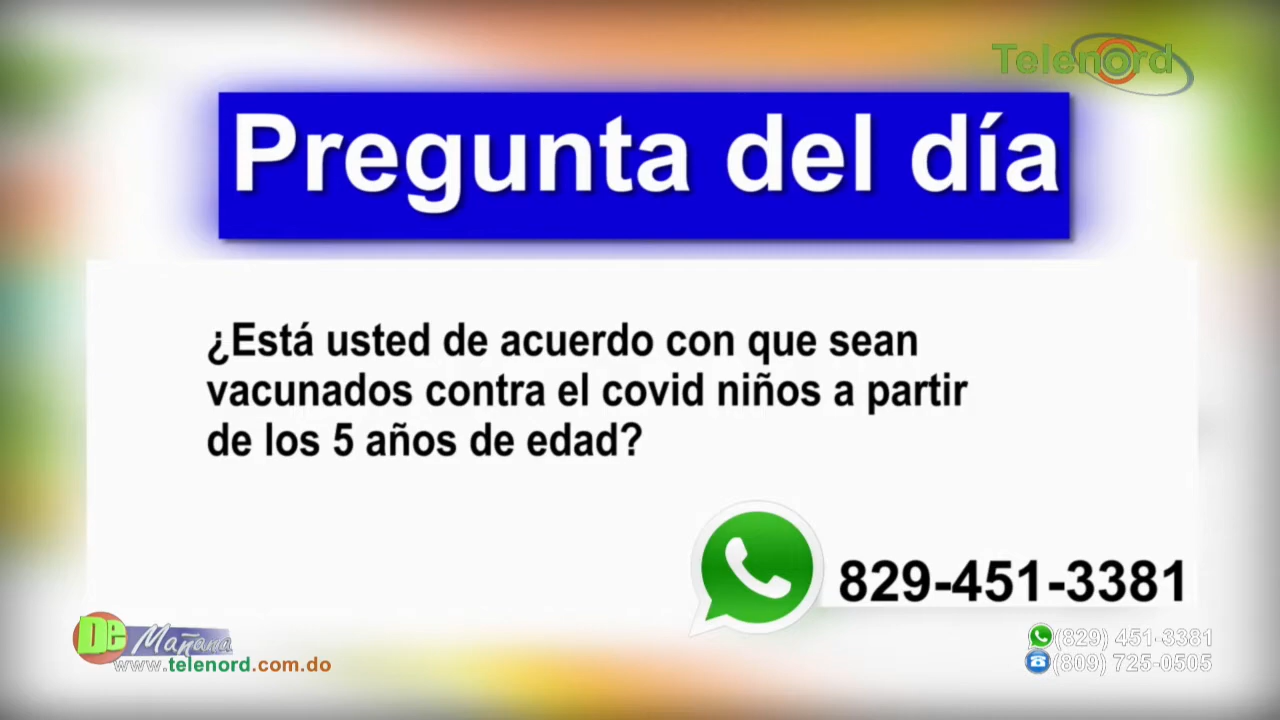 Telenord
Pregunta del día
¿Está usted de acuerdo con que sean
vacunados contra el covid niños a partir
de los 5 años de edad?
829-451-3381
De Mañana
www.telenord.com.do
(829) 451-3381
(809) 725-0505